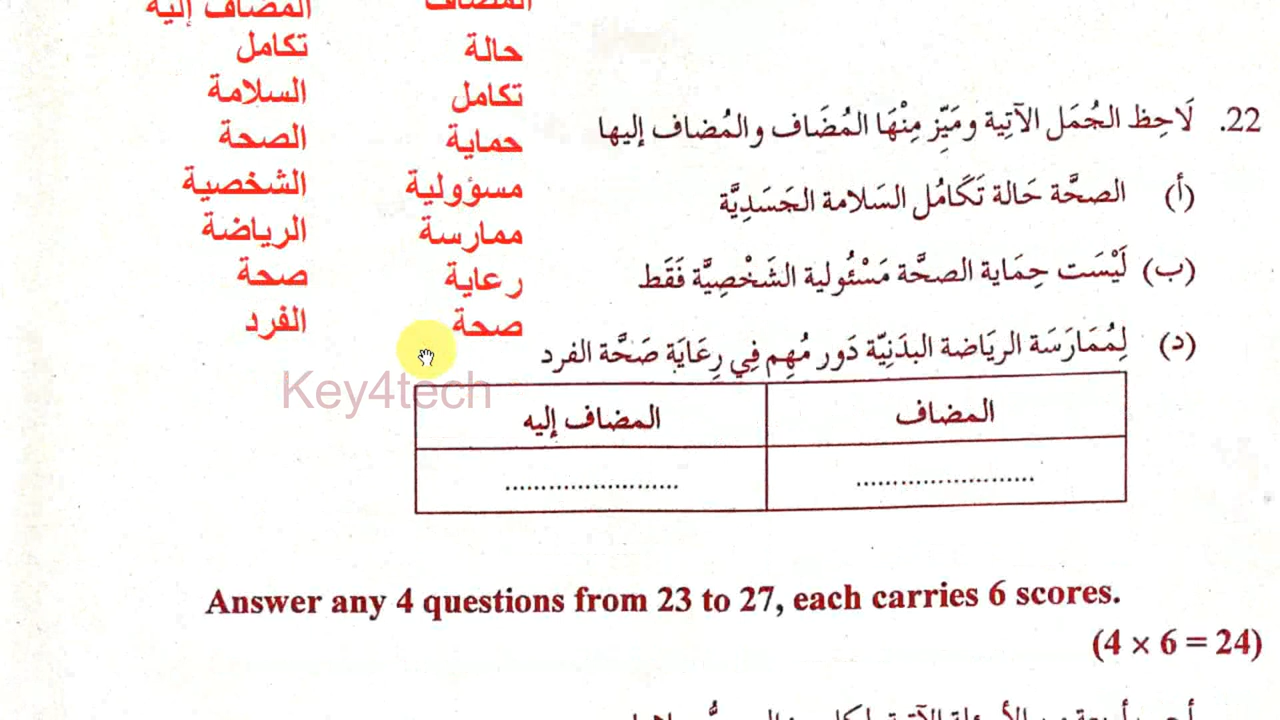 المضاف المضاف إليه
حالة تكامل
تكامل السلامة
حماية الصحة
مسؤولية الشخصية
ممارسة الرياضة
رعاية صحة
صحة الفرد
22. لَاحِظ الجُمَل الآتِية ومَيِّز مِنْهَا المُضَاف والمُضاف إليها
(أ) الصحَّة حَالة تَكَامُل السَلامة الجَسَدِيَّة
(ب) لَيْسَت حِمَاية الصحَّة مَسْئُولية الشَخْصِيَّة فَقَط
(د) لِمُمَارَسَة الريَاضة البدَنِيّة دَور مُهِم فِي رِعَايَة صَحَّة الفرد
Key4tech
المضاف المضاف إليه
........................ ........................
Answer any 4 questions from 23 to 27, each carries 6 scores.
(4 × 6 = 24)